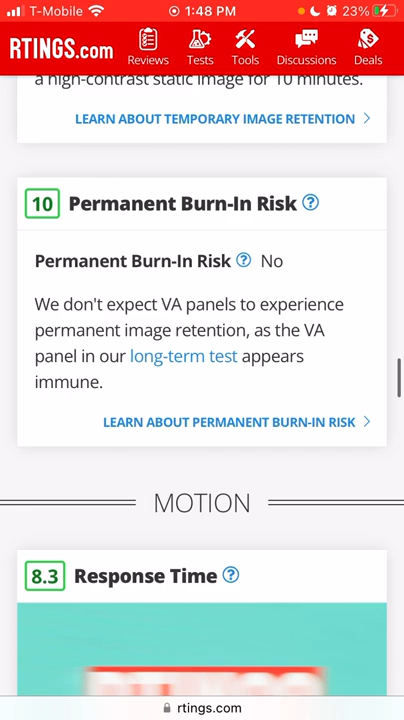 T-Mobile 1:48 PM 23%
RTINGS.com
Reviews Tests Tools Discussions Deals
a high-contrast static image for 10 minutes.
LEARN ABOUT TEMPORARY IMAGE RETENTION
10 Permanent Burn-In Risk ?
Permanent Burn-In Risk ? No
We don't expect VA panels to experience
permanent image retention, as the VA
panel in our long-term test appears
immune.
LEARN ABOUT PERMANENT BURN-IN RISK
MOTION
8.3 Response Time ?
RTINGS
rtings.com